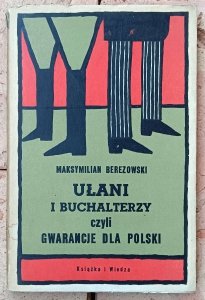 MAKSYMILIAN BEREZOWSKI
UŁANI
I BUCHALTERZY
czyli
GWARANCJE DLA POLSKI
Książka i Wiedza